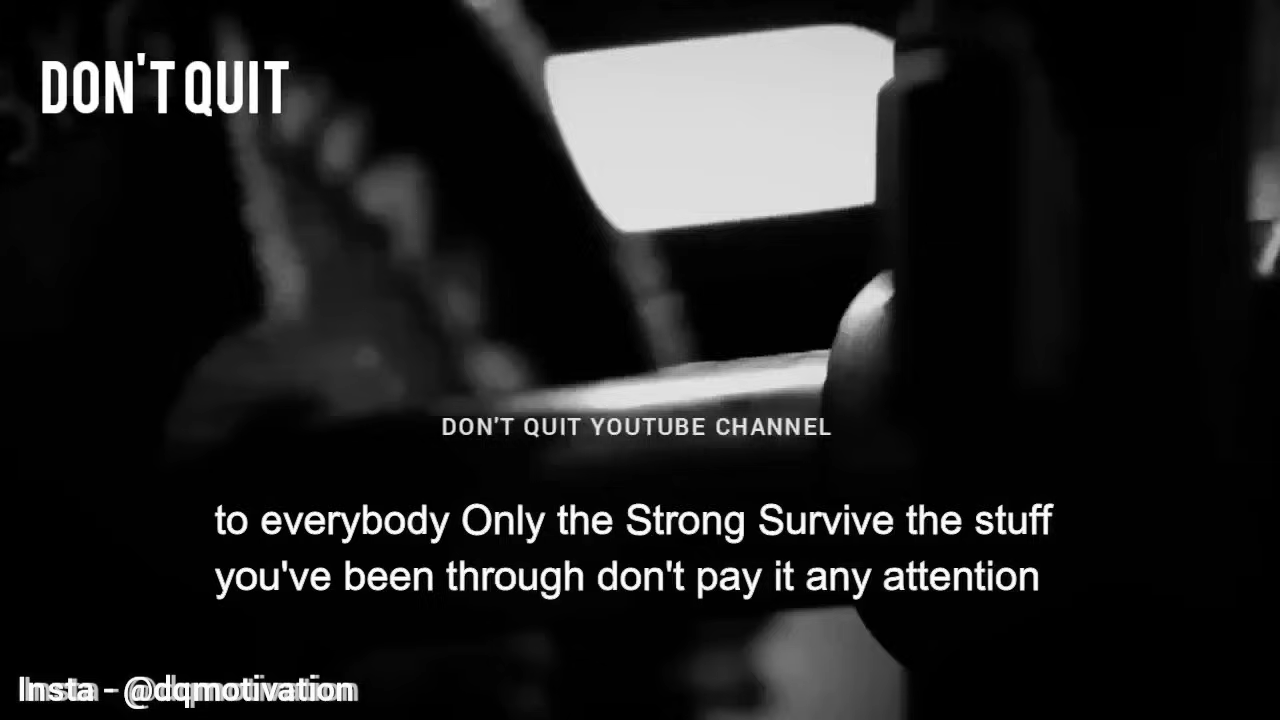 DON'T QUIT
DON'T QUIT YOUTUBE CHANNEL
to everybody Only the Strong Survive the stuff
you've been through don't pay it any attention
Insta - @dqmotivation